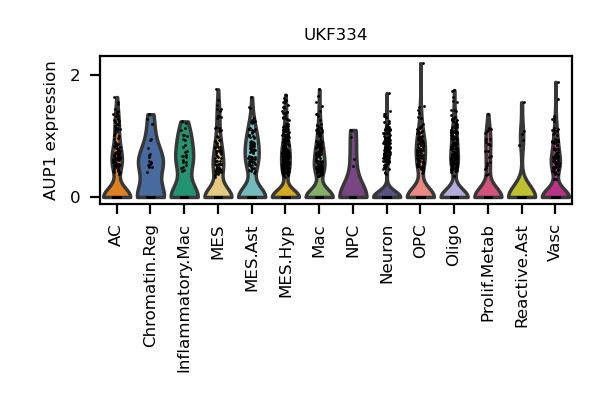 UKF334
AUP1 expression
2
0
AC
Chromatin.Reg
Inflammatory.Mac
MES
MES.Ast
MES.Hyp
Mac
NPC
Neuron
OPC
Oligo
Prolif.Metab
Reactive.Ast
Vasc